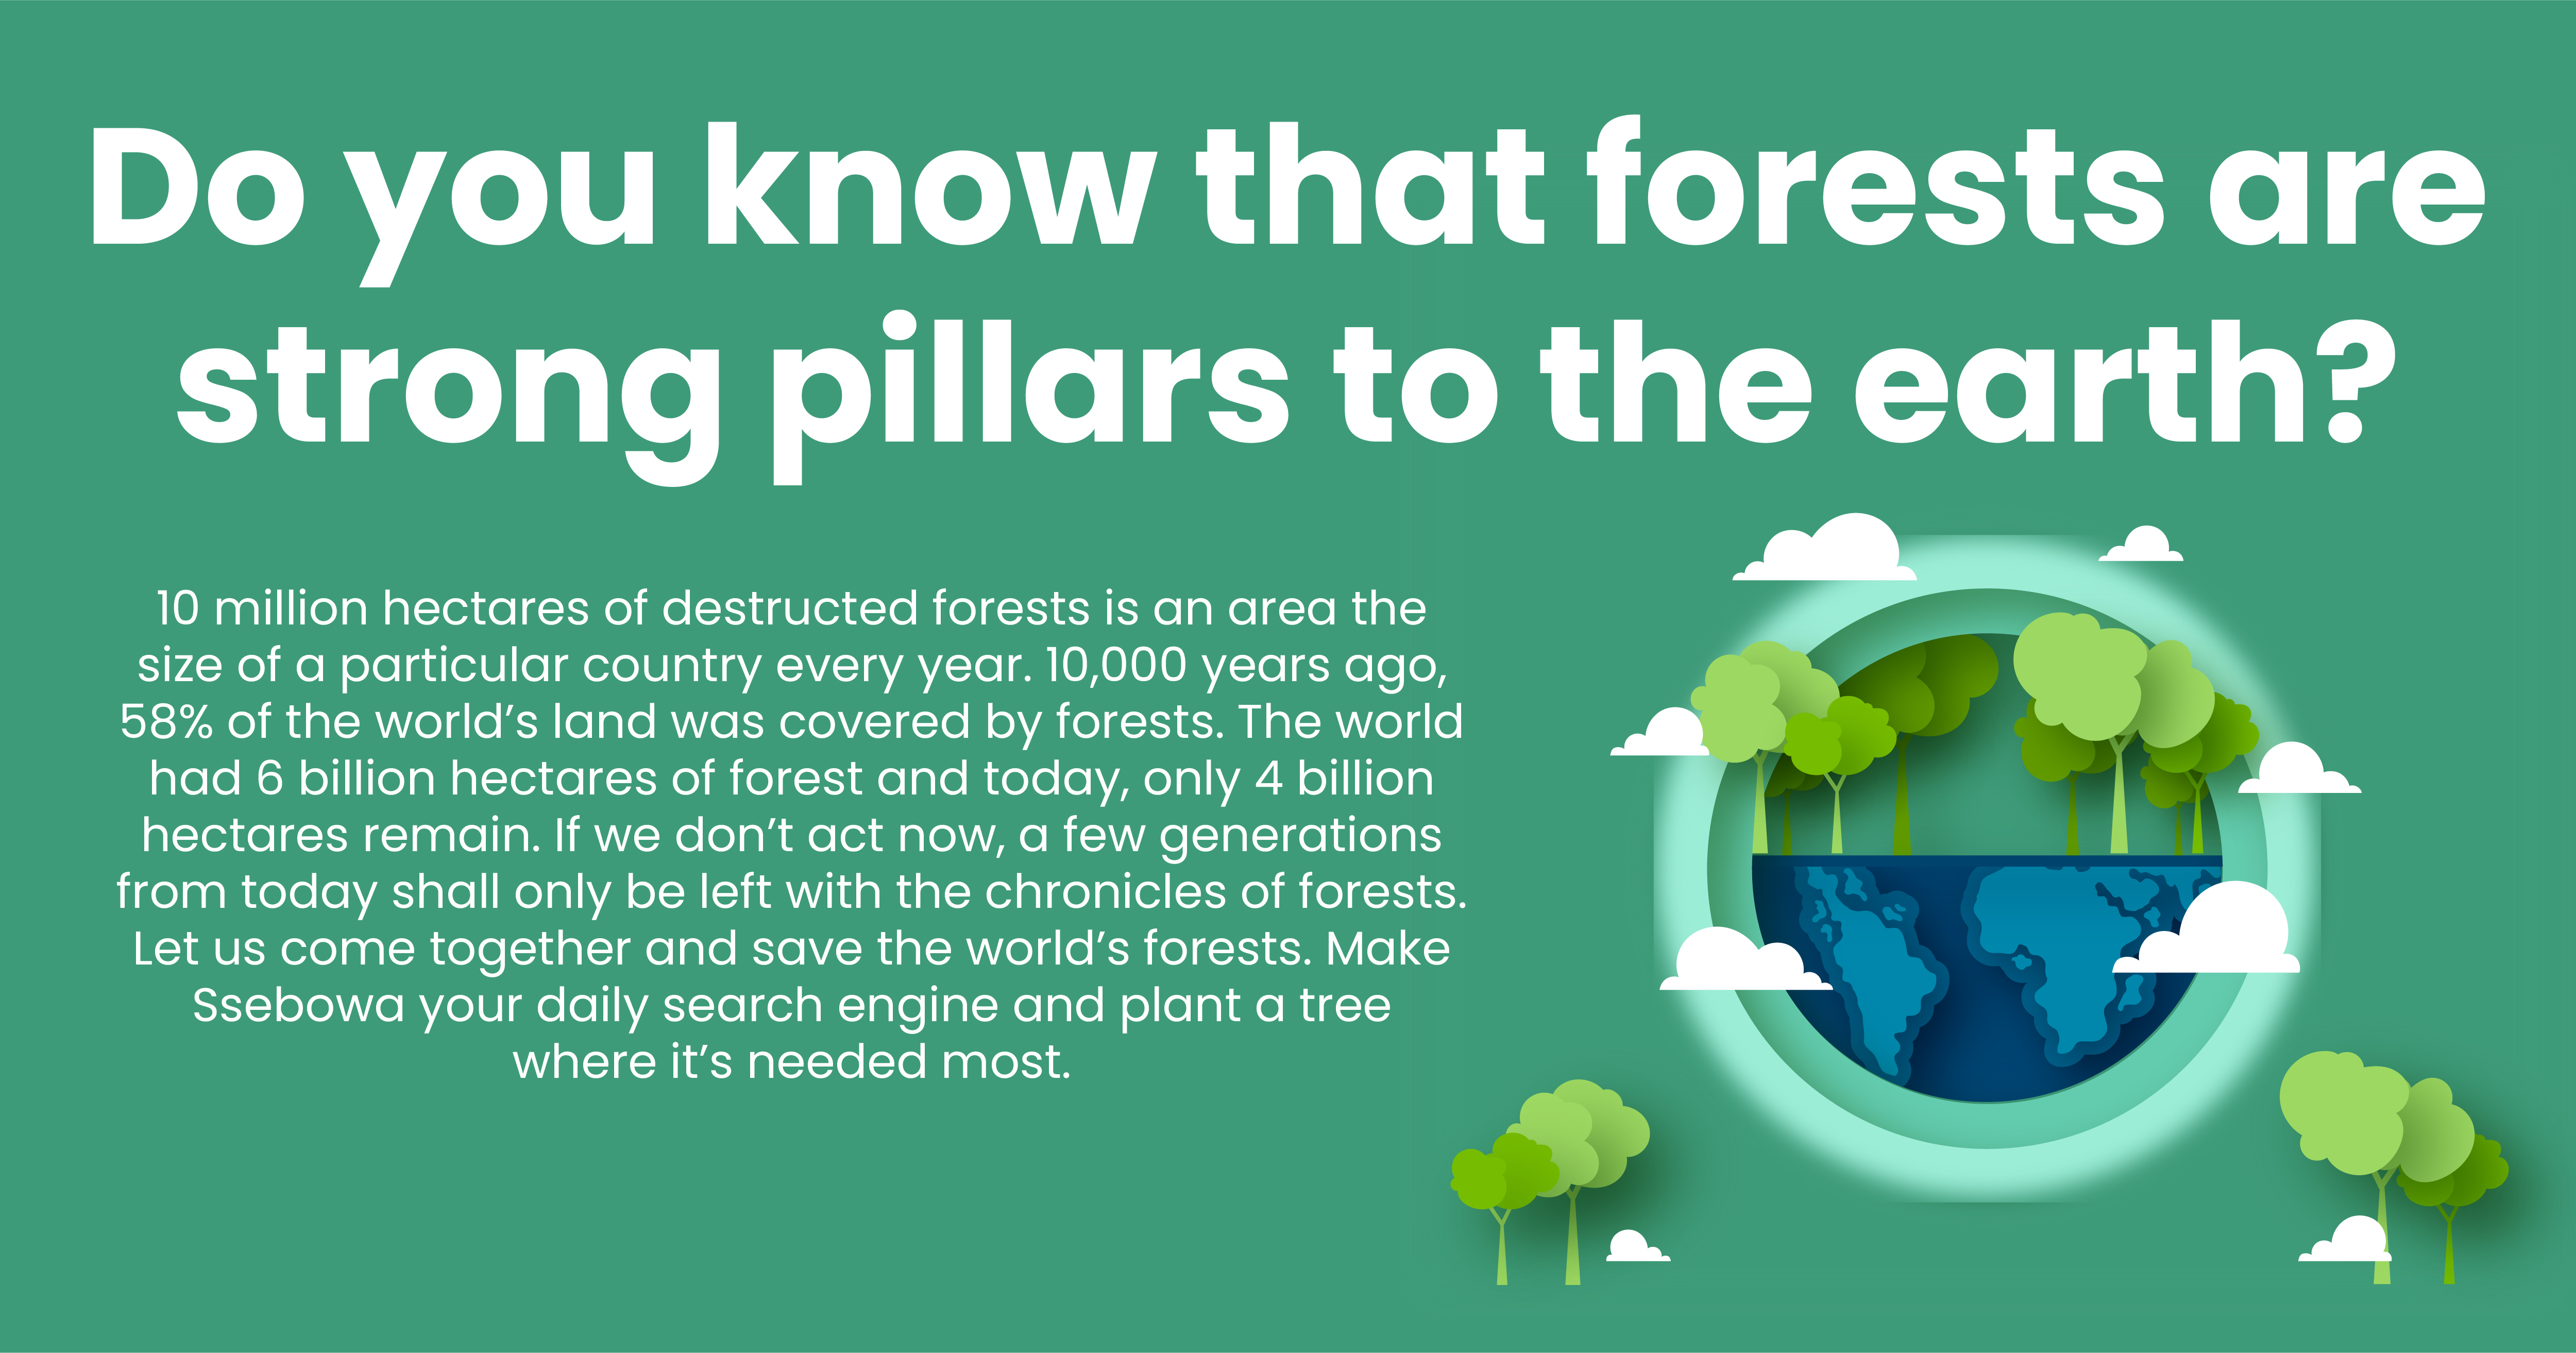 Do you know that forests are
strong pillars to the earth?
10 million hectares of destructed forests is an area the
size of a particular country every year. 10,000 years ago,
58% of the world’s land was covered by forests. The world
had 6 billion hectares of forest and today, only 4 billion
hectares remain. If we don’t act now, a few generations
from today shall only be left with the chronicles of forests.
Let us come together and save the world’s forests. Make
Ssebowa your daily search engine and plant a tree
where it’s needed most.